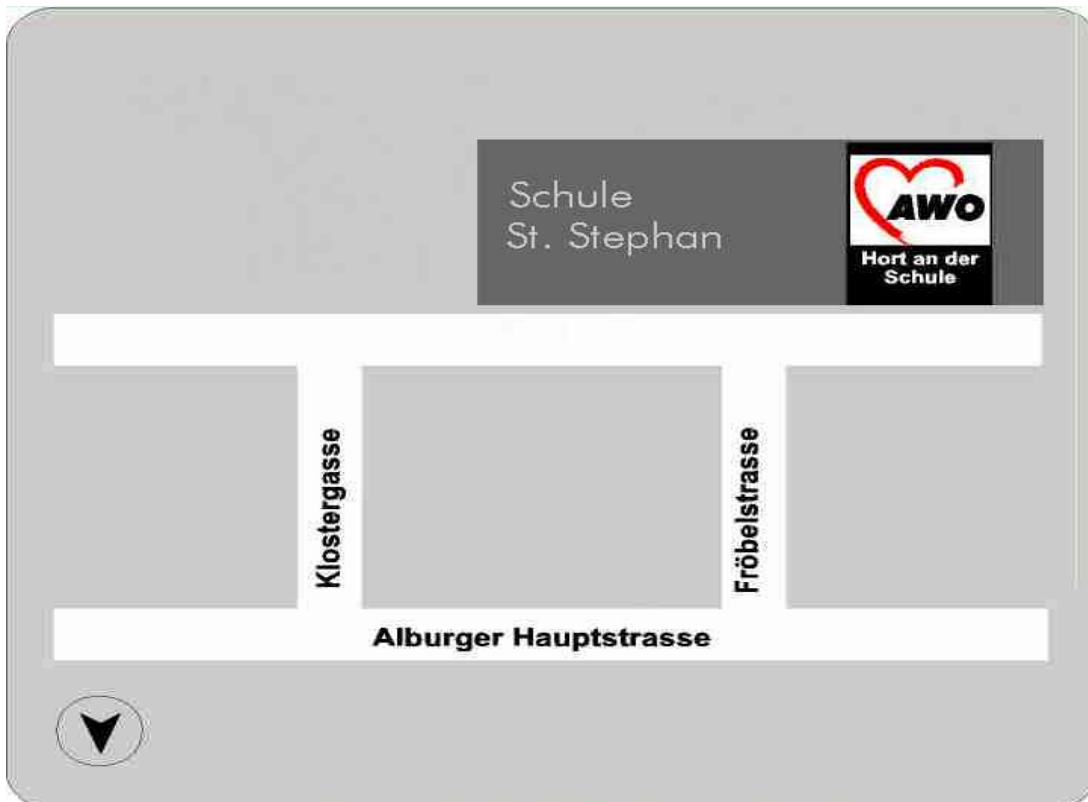 Schule
St. Stephan
AWO
Hort an der
Schule
Klostergasse
Fröbelstrasse
Alburger Hauptstrasse